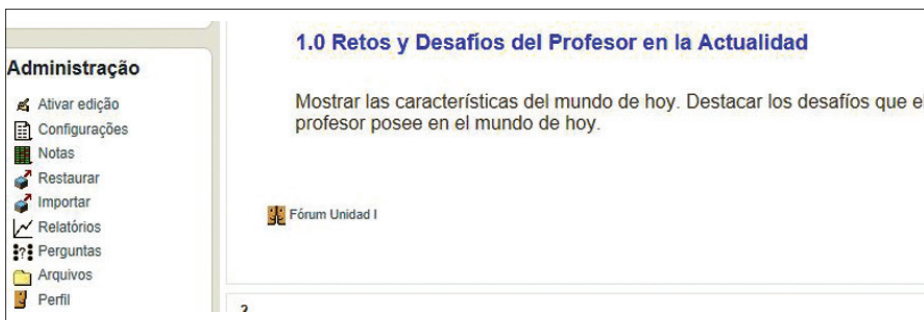 Administração
Ativar edição
Configurações
Notas
Restaurar
Importar
Relatórios
Perguntas
Arquivos
Perfil
1.0 Retos y Desafíos del Profesor en la Actualidad
Mostrar las características del mundo de hoy. Destacar los desafíos que el
profesor posee en el mundo de hoy.
Fórum Unidad I